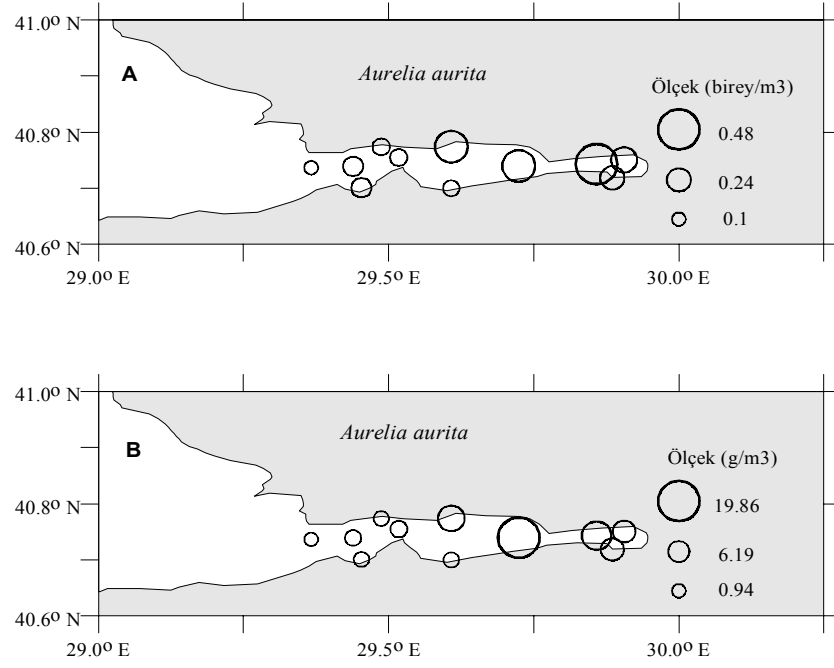 41.0º N
A
Aurelia aurita
Ölçek (birey/m3)
0.48
40.8º N
0.24
0.1
40.6º N
29.0º E
29.5º E
30.0º E
41.0º N
B
Aurelia aurita
Ölçek (g/m3)
19.86
40.8º N
6.19
0.94
40.6º N
29.0º E
29.5º E
30.0º E